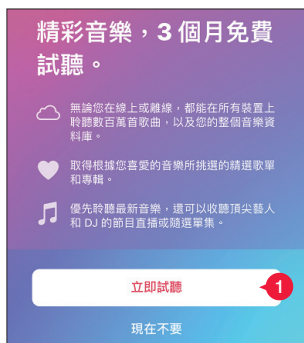 精彩音樂，3 個月免費
試聽。
無論您在線上或離線，都能在所有裝置上
聆聽數百萬首歌曲，以及您的整個音樂資
料庫。
取得根據您喜愛的音樂所挑選的精選歌單
和專輯。
優先聆聽最新音樂，還可以收聽頂尖藝人
和 DJ 的節目直播或隨選單集。
立即試聽
1
現在不要